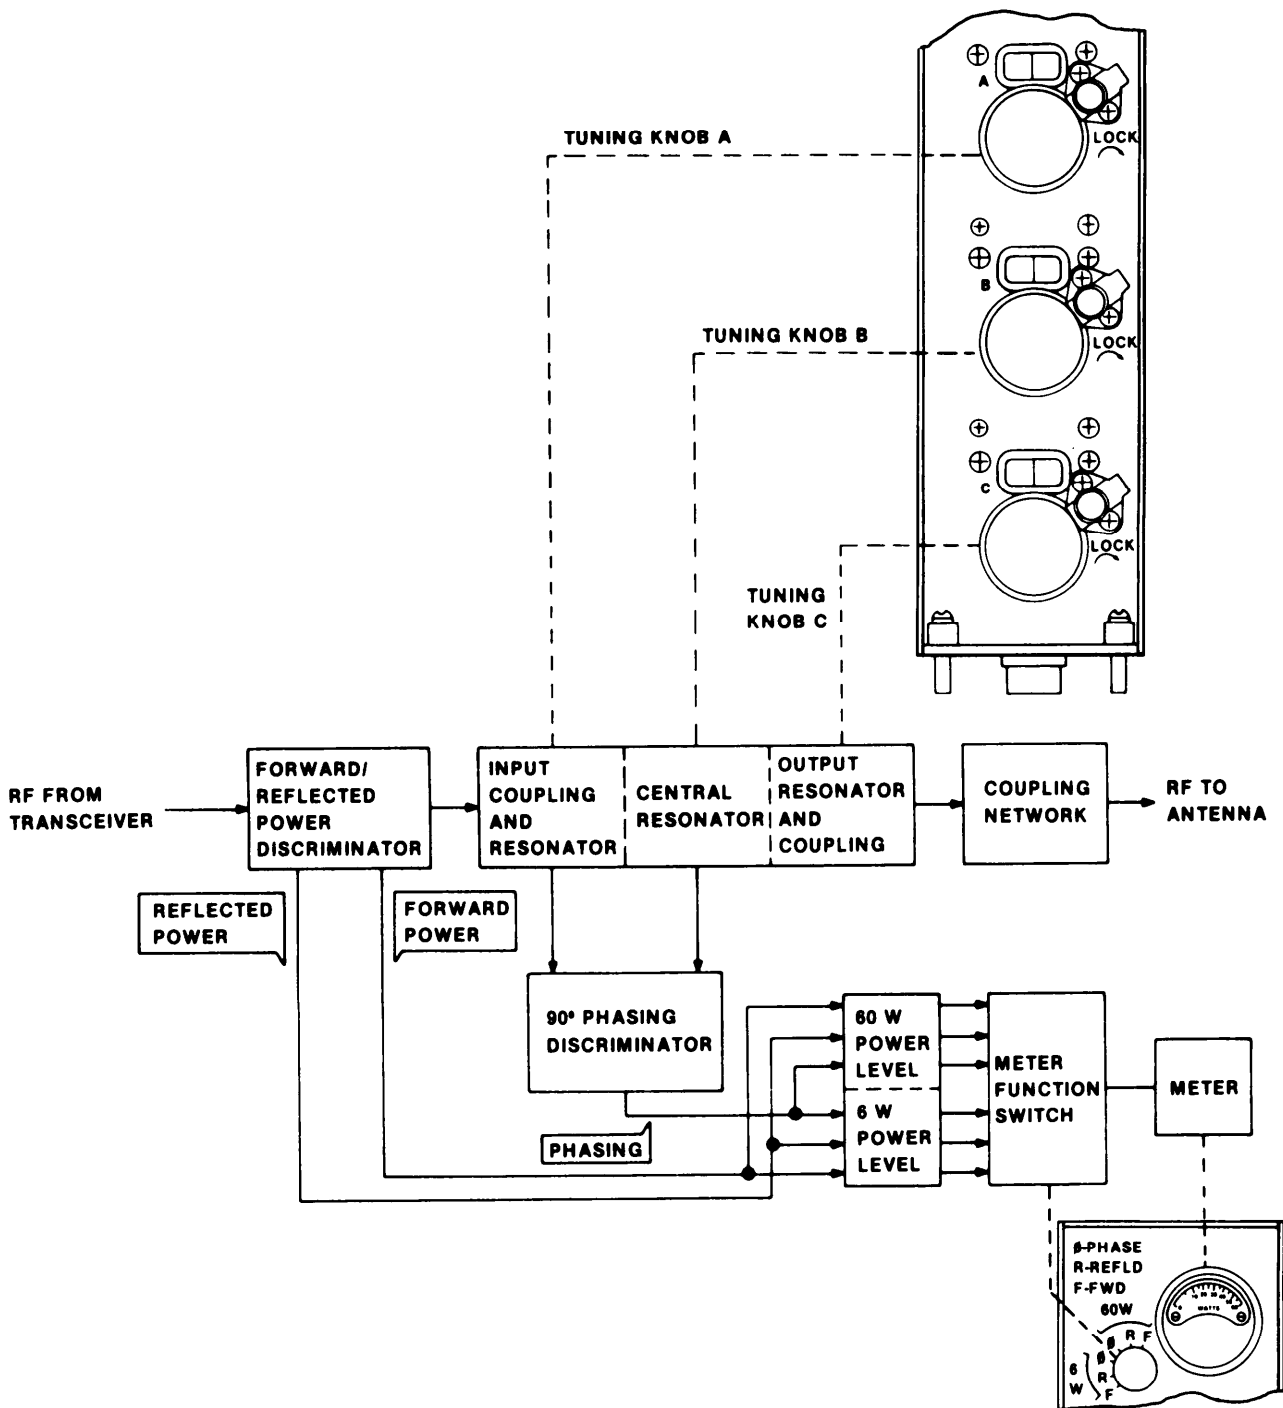 A
LOCK
TUNING KNOB A
B
LOCK
TUNING KNOB B
C
LOCK
TUNING
KNOB C
RF FROM
TRANSCEIVER
FORWARD/
REFLECTED
POWER
DISCRIMINATOR
INPUT
COUPLING
AND
RESONATOR
CENTRAL
RESONATOR
OUTPUT
RESONATOR
AND
COUPLING
COUPLING
NETWORK
RF TO
ANTENNA
REFLECTED
POWER
FORWARD
POWER
90° PHASING
DISCRIMINATOR
PHASING
60 W
POWER
LEVEL
6 W
POWER
LEVEL
METER
FUNCTION
SWITCH
METER
Ø-PHASE
R-REFLD
F-FWD
60W
Ø R F
6
W
Ø
R
F
WATTS